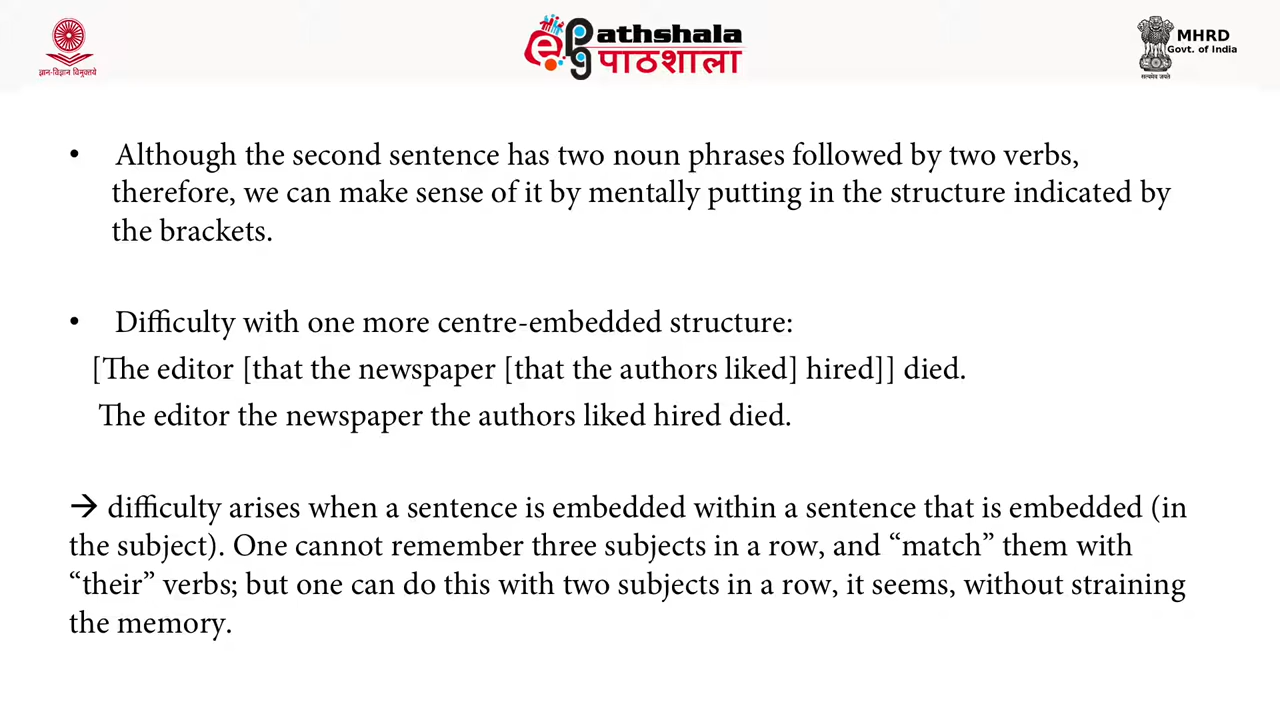 ज्ञान-विज्ञान विमुक्तये
ePathshala
पाठशाला
MHRD
Govt. of India
सत्यमेव जयते
• Although the second sentence has two noun phrases followed by two verbs,
therefore, we can make sense of it by mentally putting in the structure indicated by
the brackets.
• Difficulty with one more centre-embedded structure:
[The editor [that the newspaper [that the authors liked] hired]] died.
The editor the newspaper the authors liked hired died.
→ difficulty arises when a sentence is embedded within a sentence that is embedded (in
the subject). One cannot remember three subjects in a row, and “match” them with
“their” verbs; but one can do this with two subjects in a row, it seems, without straining
the memory.